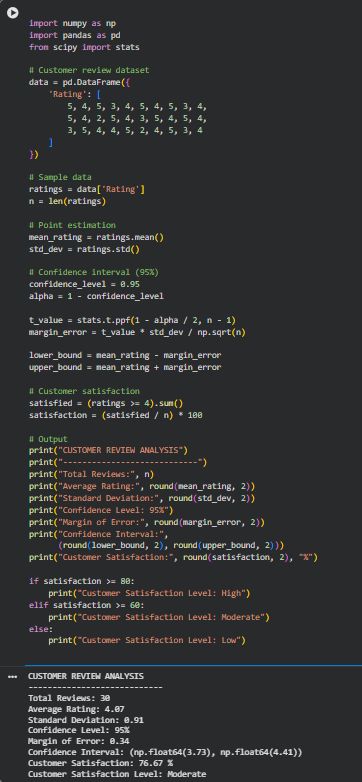 import numpy as np
import pandas as pd
from scipy import stats

# Customer review dataset
data = pd.DataFrame({
    'Rating': [
        5, 4, 5, 3, 4, 5, 4, 5, 3, 4,
        5, 4, 2, 5, 4, 3, 5, 4, 5, 4,
        3, 5, 4, 4, 5, 2, 4, 5, 3, 4
    ]
})

# Sample data
ratings = data['Rating']
n = len(ratings)

# Point estimation
mean_rating = ratings.mean()
std_dev = ratings.std()

# Confidence interval (95%)
confidence_level = 0.95
alpha = 1 - confidence_level

t_value = stats.t.ppf(1 - alpha / 2, n - 1)
margin_error = t_value * std_dev / np.sqrt(n)

lower_bound = mean_rating - margin_error
upper_bound = mean_rating + margin_error

# Customer satisfaction
satisfied = (ratings >= 4).sum()
satisfaction = (satisfied / n) * 100

# Output
print("CUSTOMER REVIEW ANALYSIS")
print("---------------------------")
print("Total Reviews:", n)
print("Average Rating:", round(mean_rating, 2))
print("Standard Deviation:", round(std_dev, 2))
print("Confidence Level: 95%")
print("Margin of Error:", round(margin_error, 2))
print("Confidence Interval:",
      (round(lower_bound, 2), round(upper_bound, 2)))
print("Customer Satisfaction:", round(satisfaction, 2), "%")

if satisfaction >= 80:
    print("Customer Satisfaction Level: High")
elif satisfaction >= 60:
    print("Customer Satisfaction Level: Moderate")
else:
    print("Customer Satisfaction Level: Low")

CUSTOMER REVIEW ANALYSIS
---------------------------
Total Reviews: 30
Average Rating: 4.07
Standard Deviation: 0.91
Confidence Level: 95%
Margin of Error: 0.34
Confidence Interval: (np.float64(3.73), np.float64(4.41))
Customer Satisfaction: 76.67 %
Customer Satisfaction Level: Moderate